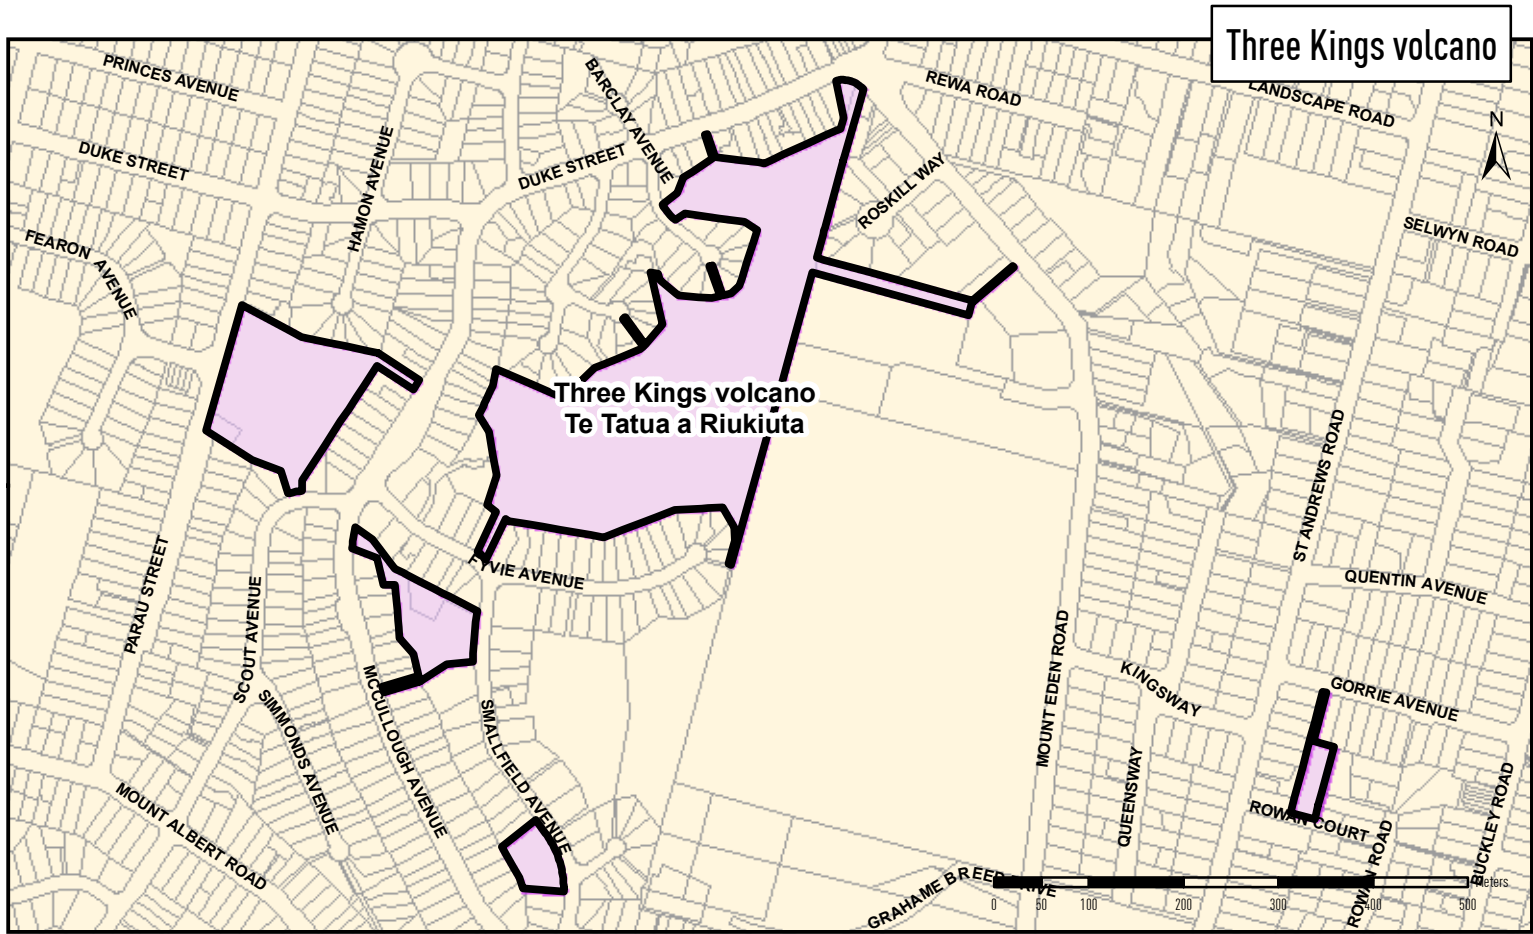 Three Kings volcano
PRINCES AVENUE
BARCLAY AVENUE
REWA ROAD
LANDSCAPE ROAD
N
DUKE STREET
HAMON AVENUE
DUKE STREET
ROSKILL WAY
SELWYN ROAD
FEARON AVENUE
Three Kings volcano
Te Tatua a Riukiuta
ST ANDREWS ROAD
FYVIE AVENUE
QUENTIN AVENUE
PARAU STREET
SCOUT AVENUE
MOUNT EDEN ROAD
KINGSWAY
GORRIE AVENUE
SIMMONDS AVENUE
MCCULLOUGH AVENUE
SMALLFIELD AVENUE
QUEENSWAY
MOUNT ALBERT ROAD
ROWAN COURT
ROWAN ROAD
BUCKLEY ROAD
GRAHAME BREED DRIVE
Meters
0 50 100 200 300 400 500